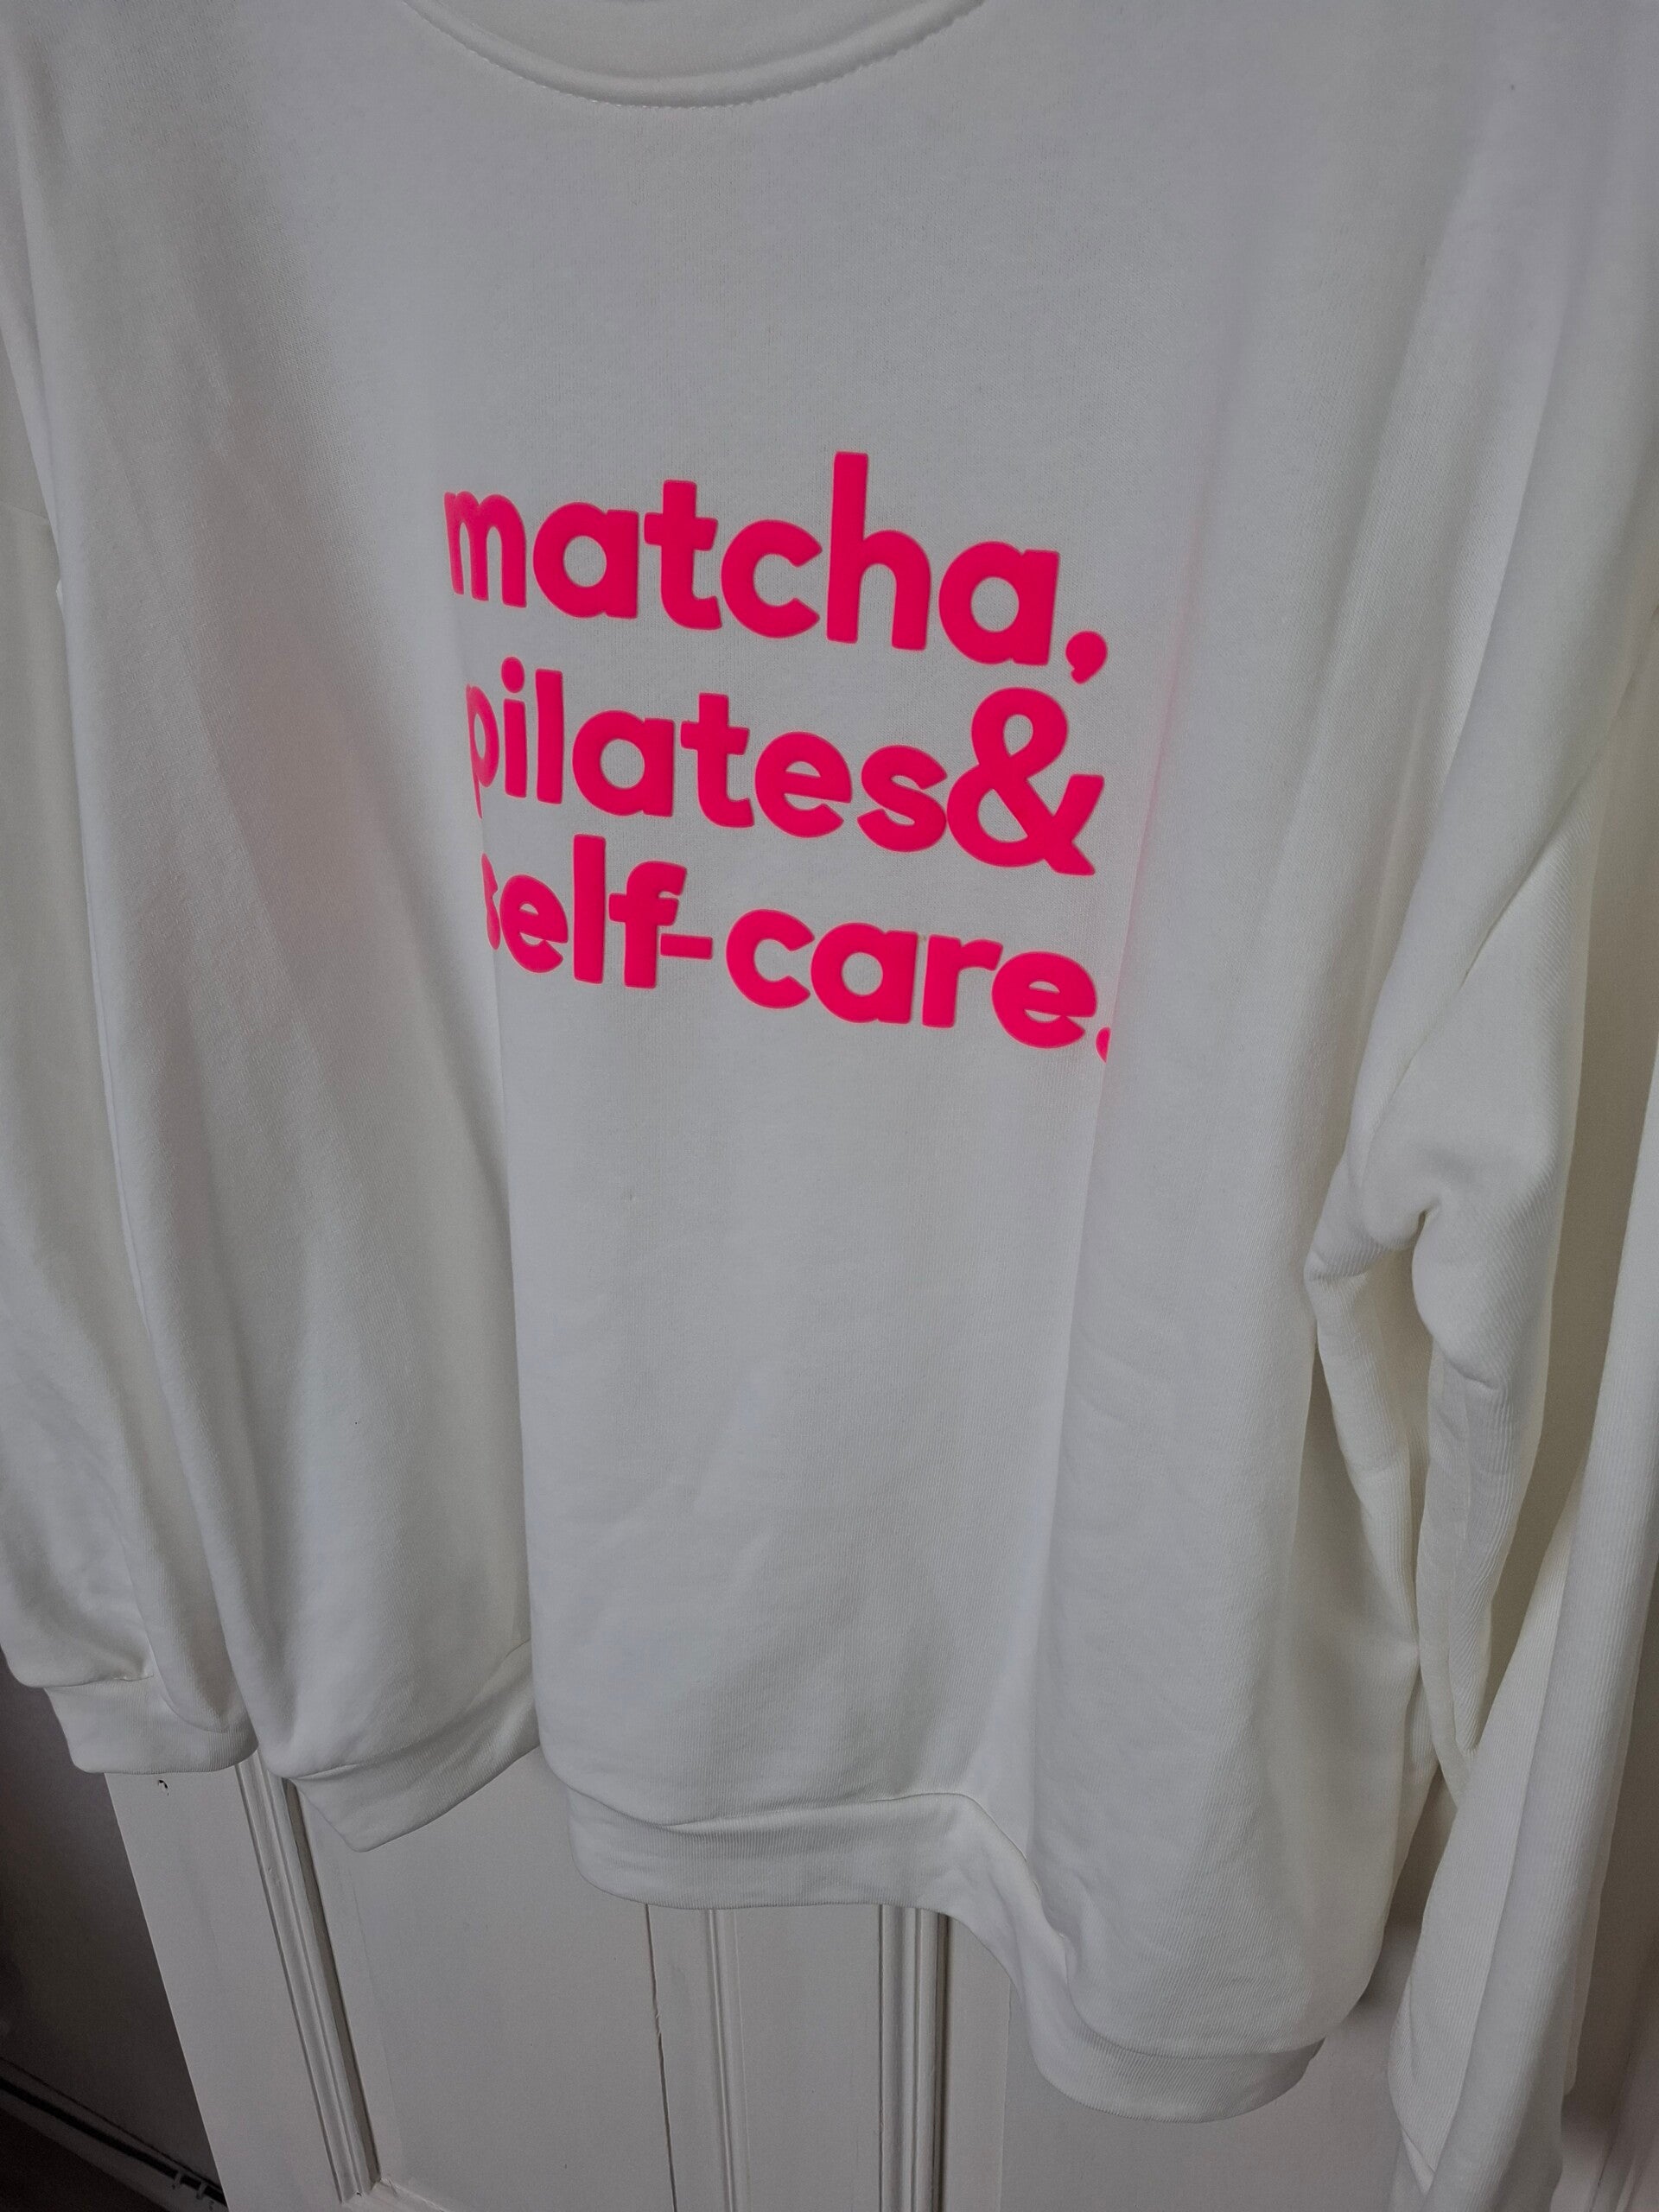 matcha,
pilates&
self-care.